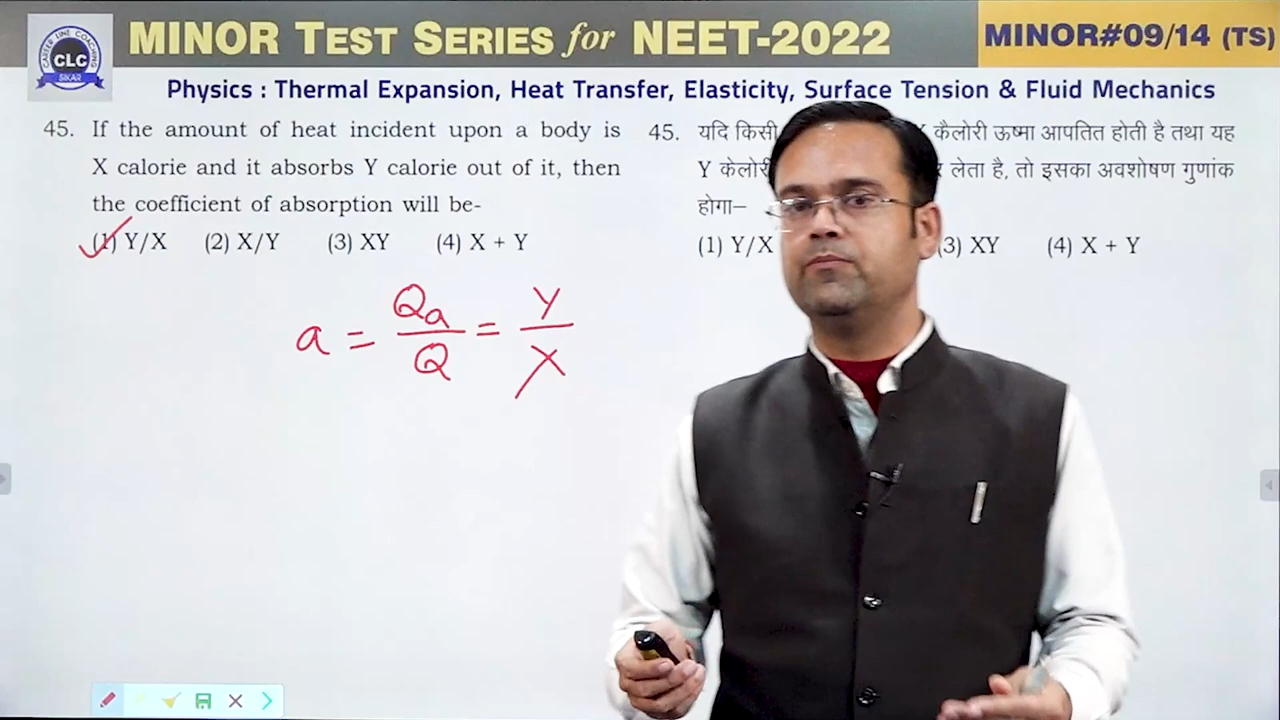 CAREER LINE COACHING
CLC
SIKAR
MINOR TEST SERIES for NEET-2022
MINOR#09/14 (TS)
Physics : Thermal Expansion, Heat Transfer, Elasticity, Surface Tension & Fluid Mechanics
45. If the amount of heat incident upon a body is
X calorie and it absorbs Y calorie out of it, then
the coefficient of absorption will be-
(1) Y/X (2) X/Y (3) XY (4) X + Y
a = Qa/Q = Y/X
45. यदि किसी कैलोरी ऊष्मा आपतित होती है तथा यह
Y केलोरी लेता है, तो इसका अवशोषण गुणांक
होगा–
(1) Y/X (3) XY (4) X + Y